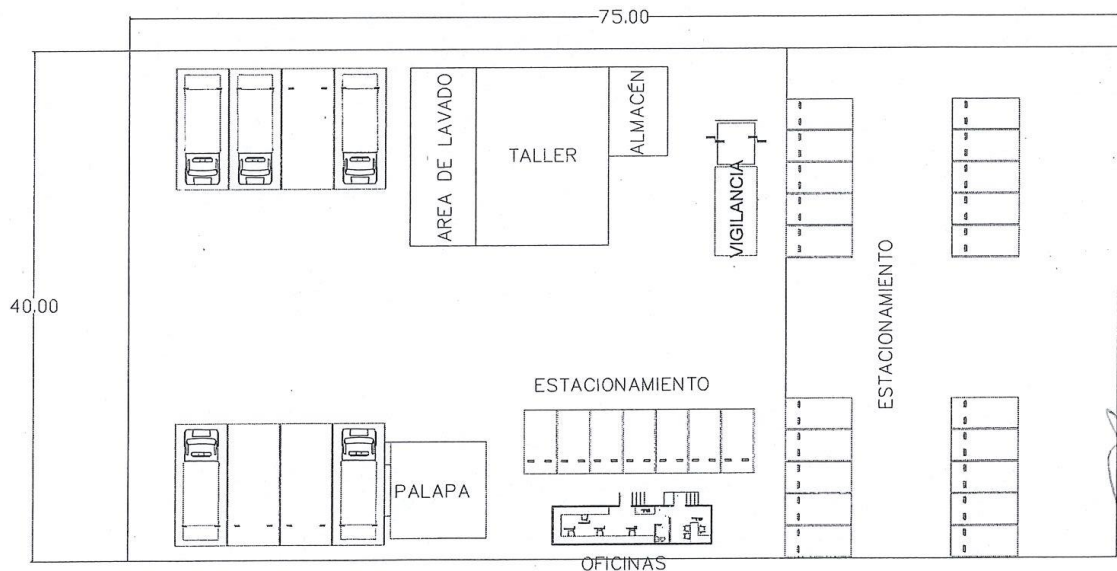 75.00
AREA DE LAVADO
TALLER
ALMACÉN
VIGILANCIA
40.00
ESTACIONAMIENTO
ESTACIONAMIENTO
PALAPA
OFICINAS